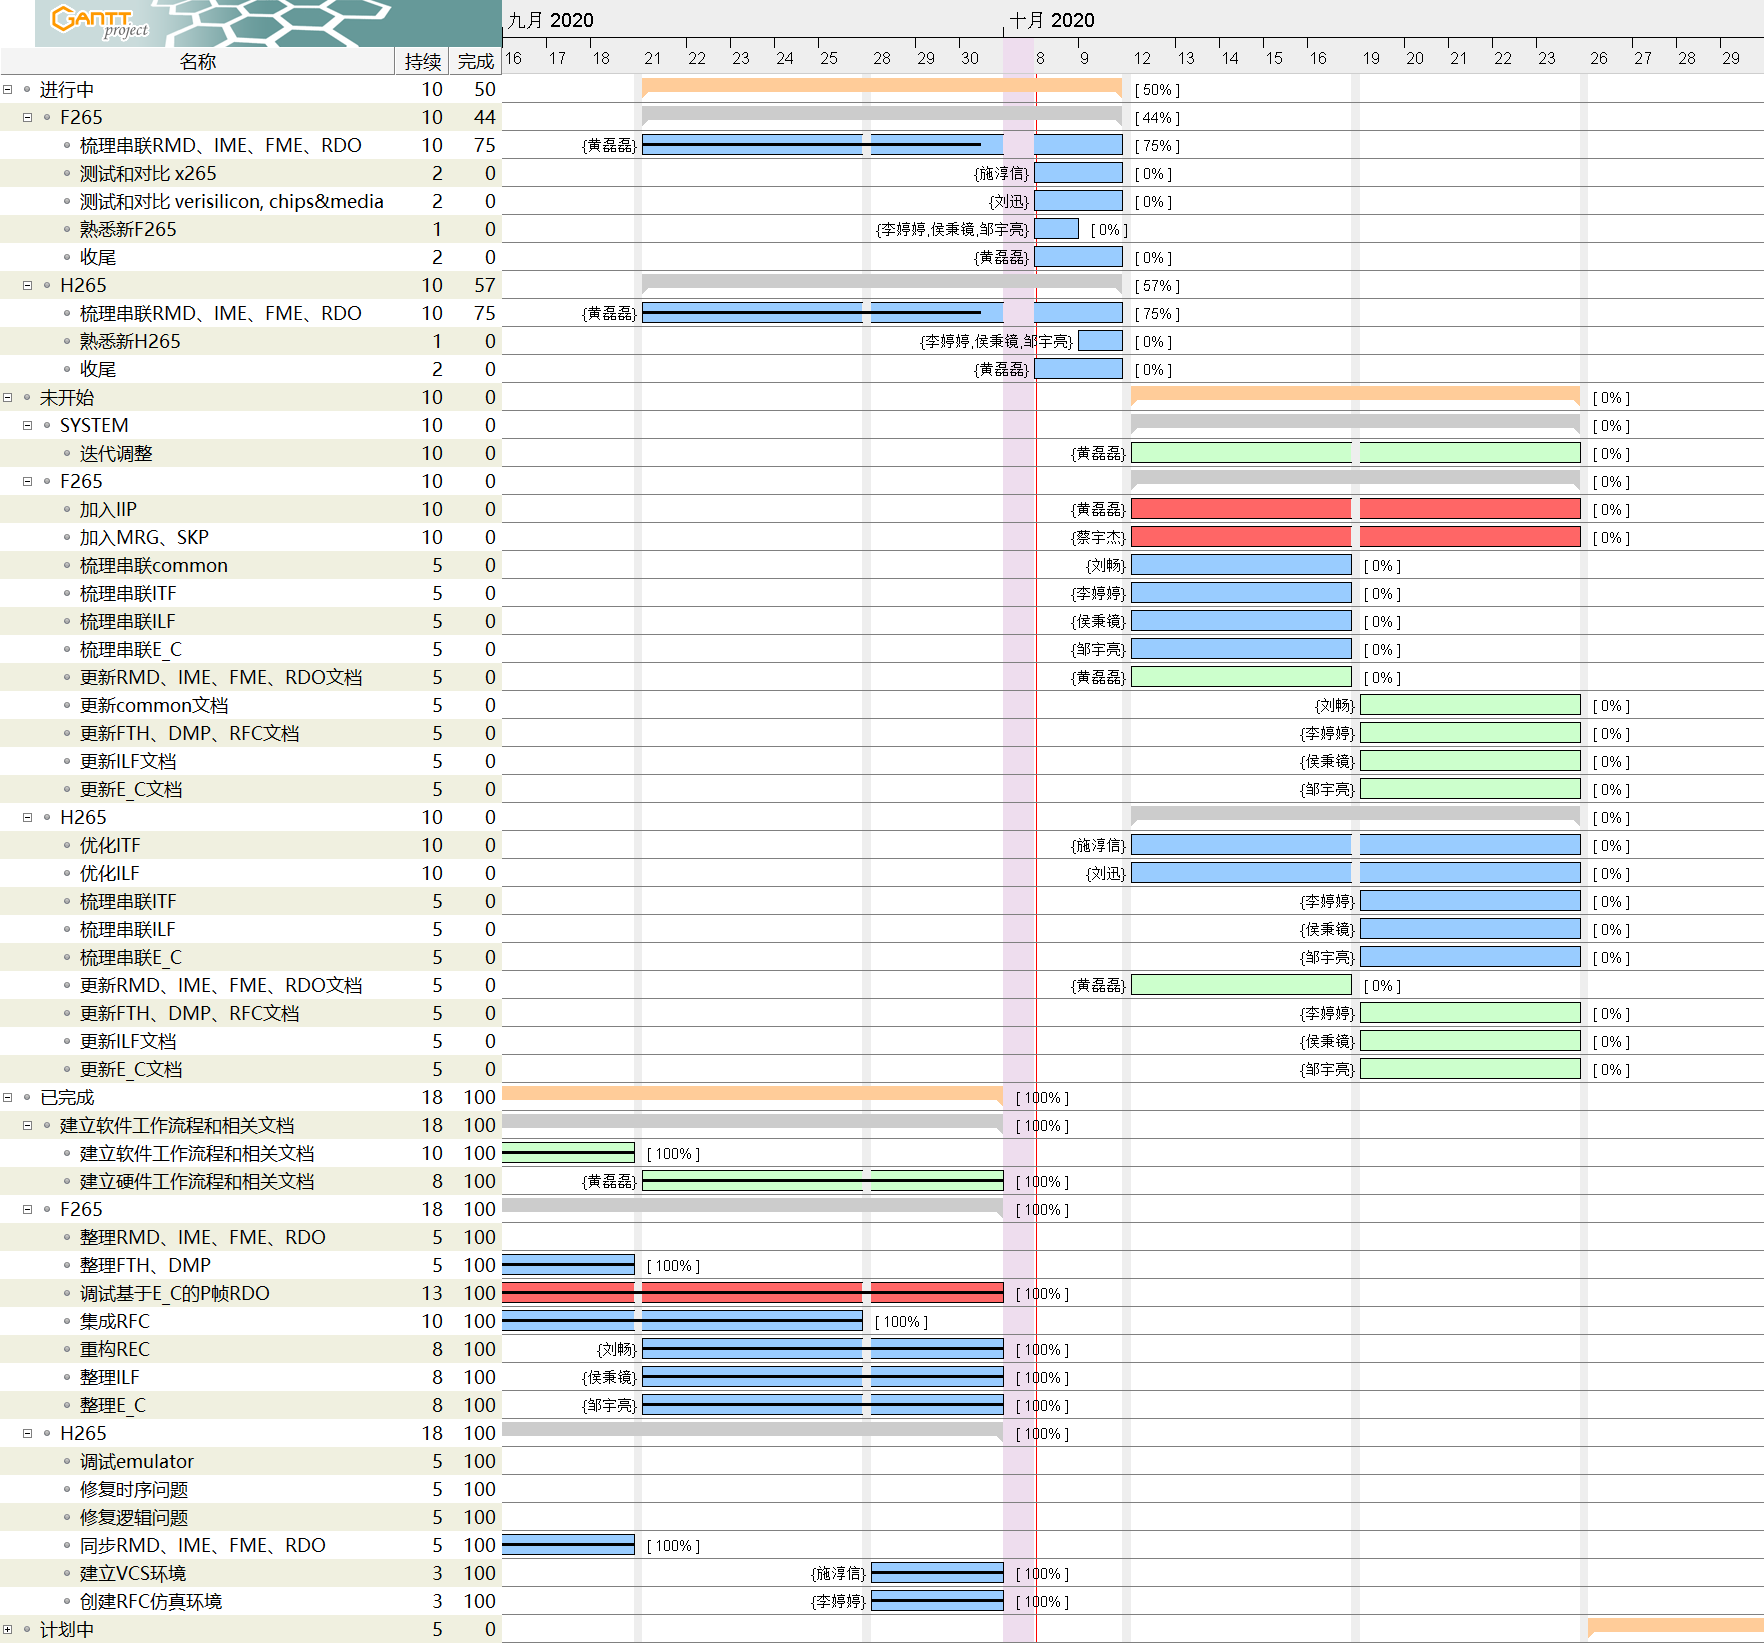 GANTT project
九月 2020 十月 2020
名称 持续 完成 16 17 18 21 22 23 24 25 28 29 30 8 9 12 13 14 15 16 19 20 21 22 23 26 27 28 29
进行中 10 50 [ 50% ]
F265 10 44 [ 44% ]
梳理串联RMD、IME、FME、RDO 10 75 {黄磊磊} [ 75% ]
测试和对比 x265 2 0 {施淳信} [ 0% ]
测试和对比 verisilicon, chips&media 2 0 {刘迅} [ 0% ]
熟悉新F265 1 0 {李婷婷,侯秉镜,邹宇亮} [ 0% ]
收尾 2 0 {黄磊磊} [ 0% ]
H265 10 57 [ 57% ]
梳理串联RMD、IME、FME、RDO 10 75 {黄磊磊} [ 75% ]
熟悉新H265 1 0 {李婷婷,侯秉镜,邹宇亮} [ 0% ]
收尾 2 0 {黄磊磊} [ 0% ]
未开始 10 0 [ 0% ]
SYSTEM 10 0 [ 0% ]
迭代调整 10 0 {黄磊磊} [ 0% ]
F265 10 0 [ 0% ]
加入IIP 10 0 {黄磊磊} [ 0% ]
加入MRG、SKP 10 0 {蔡宇杰} [ 0% ]
梳理串联common 5 0 {刘畅} [ 0% ]
梳理串联ITF 5 0 {李婷婷} [ 0% ]
梳理串联ILF 5 0 {侯秉镜} [ 0% ]
梳理串联E_C 5 0 {邹宇亮} [ 0% ]
更新RMD、IME、FME、RDO文档 5 0 {黄磊磊} [ 0% ]
更新common文档 5 0 {刘畅} [ 0% ]
更新FTH、DMP、RFC文档 5 0 {李婷婷} [ 0% ]
更新ILF文档 5 0 {侯秉镜} [ 0% ]
更新E_C文档 5 0 {邹宇亮} [ 0% ]
H265 10 0 [ 0% ]
优化ITF 10 0 {施淳信} [ 0% ]
优化ILF 10 0 {刘迅} [ 0% ]
梳理串联ITF 5 0 {李婷婷} [ 0% ]
梳理串联ILF 5 0 {侯秉镜} [ 0% ]
梳理串联E_C 5 0 {邹宇亮} [ 0% ]
更新RMD、IME、FME、RDO文档 5 0 {黄磊磊} [ 0% ]
更新FTH、DMP、RFC文档 5 0 {李婷婷} [ 0% ]
更新ILF文档 5 0 {侯秉镜} [ 0% ]
更新E_C文档 5 0 {邹宇亮} [ 0% ]
已完成 18 100 [ 100% ]
建立软件工作流程和相关文档 18 100 [ 100% ]
建立软件工作流程和相关文档 10 100 [ 100% ]
建立硬件工作流程和相关文档 8 100 {黄磊磊} [ 100% ]
F265 18 100 [ 100% ]
整理RMD、IME、FME、RDO 5 100
整理FTH、DMP 5 100 [ 100% ]
调试基于E_C的P帧RDO 13 100 [ 100% ]
集成RFC 10 100 [ 100% ]
重构REC 8 100 {刘畅} [ 100% ]
整理ILF 8 100 {侯秉镜} [ 100% ]
整理E_C 8 100 {邹宇亮} [ 100% ]
H265 18 100 [ 100% ]
调试emulator 5 100
修复时序问题 5 100
修复逻辑问题 5 100
同步RMD、IME、FME、RDO 5 100 [ 100% ]
建立VCS环境 3 100 {施淳信} [ 100% ]
创建RFC仿真环境 3 100 {李婷婷} [ 100% ]
计划中 5 0